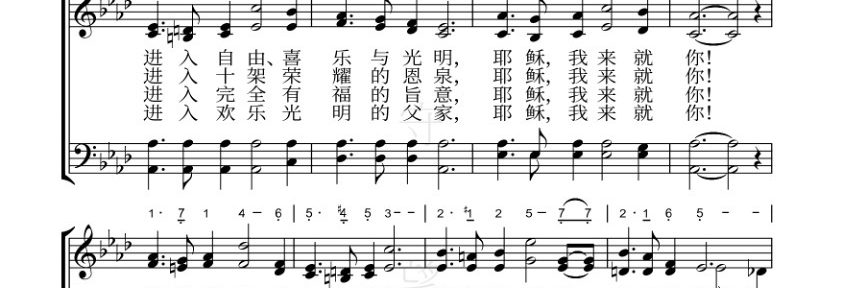 进入自由、喜乐与光明，耶稣，我来就你！
进入十架荣耀的恩泉，耶稣，我来就你！
进入完全有福的旨意，耶稣，我来就你！
进入欢乐光明的父家，耶稣，我来就你！
1· 7 1 4 – 6 | 5· #4 5 3 – – | 2· #1 2 5 – 7 7 | 2· 1 6 5 – – |